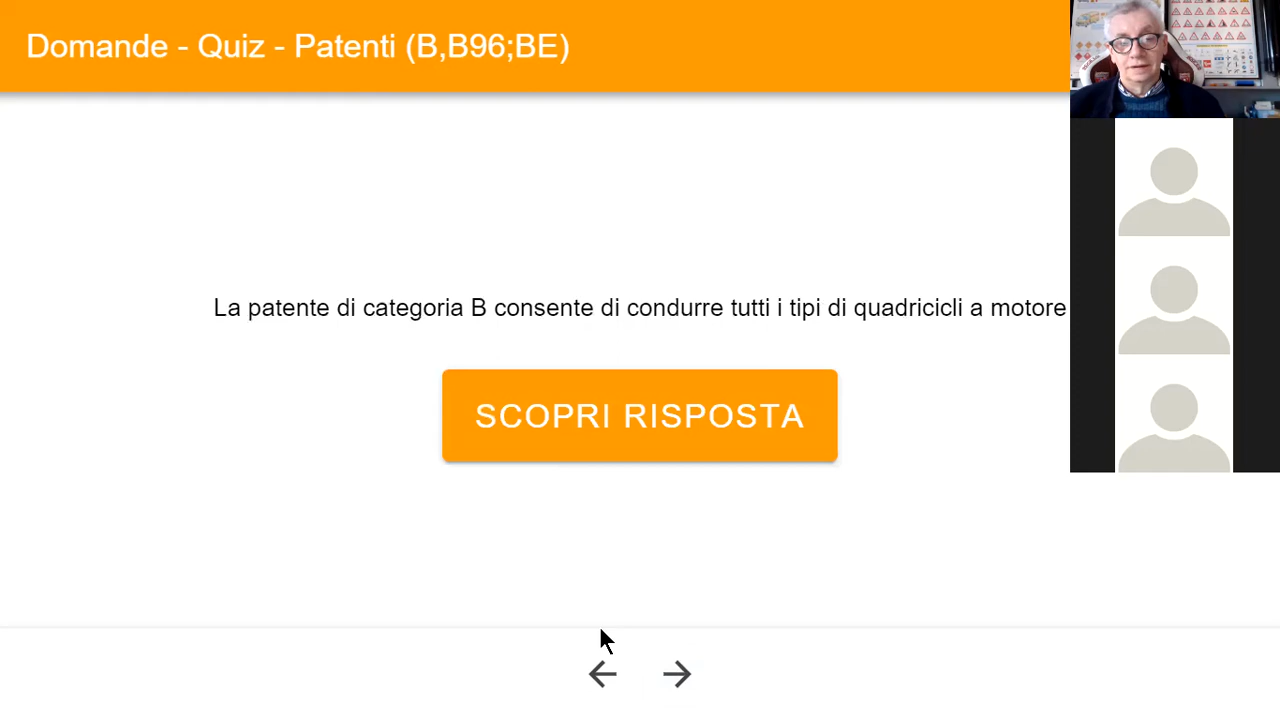 Domande - Quiz - Patenti (B,B96;BE)
La patente di categoria B consente di condurre tutti i tipi di quadricicli a motore
SCOPRI RISPOSTA